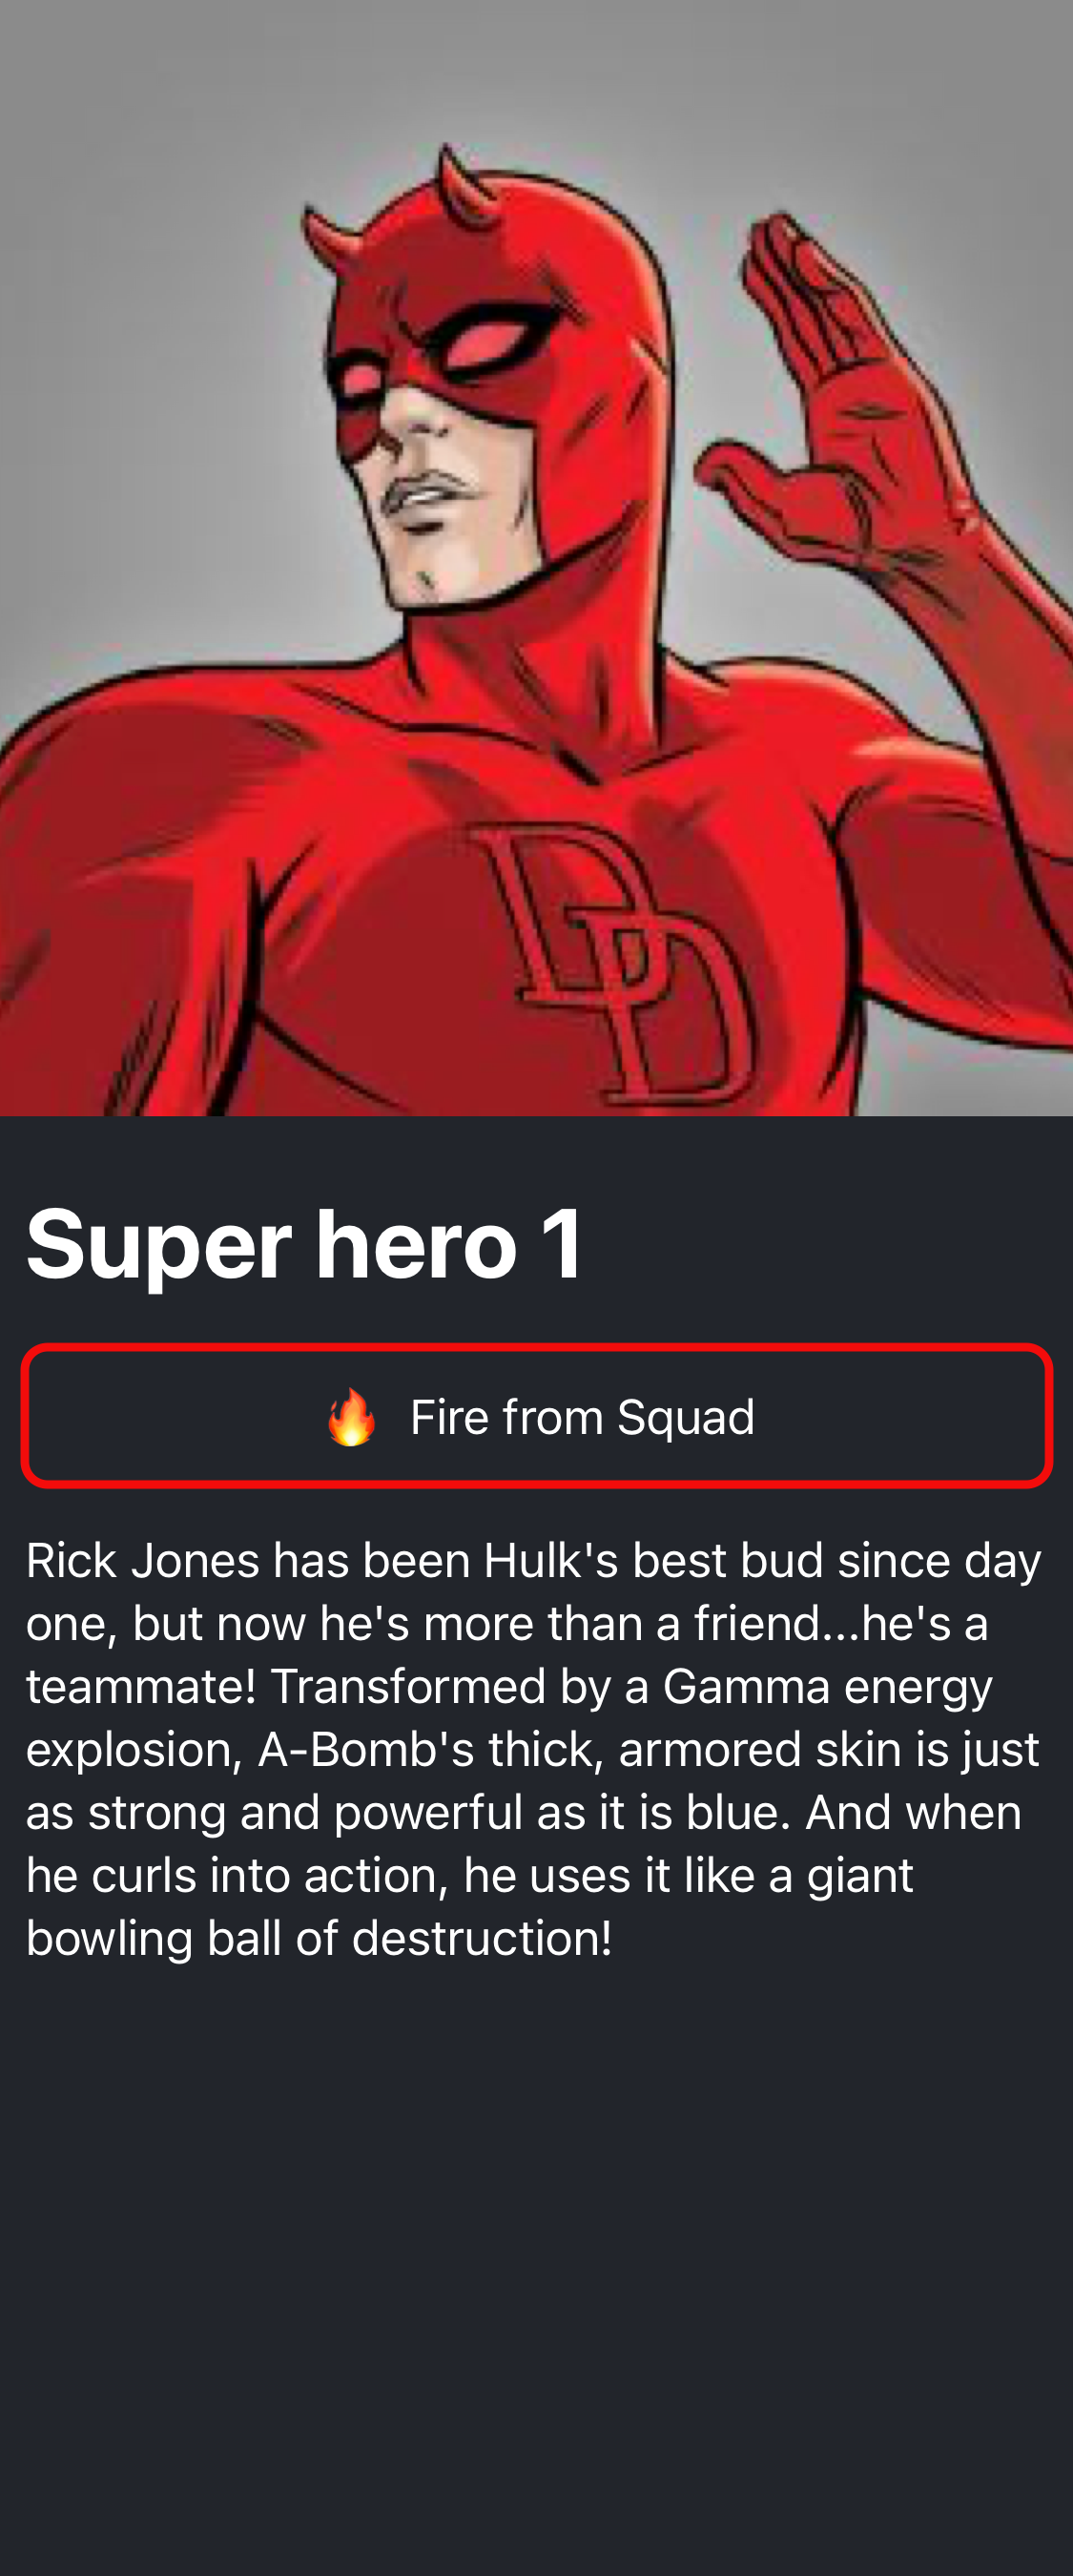 DD
Super hero 1
🔥 Fire from Squad
Rick Jones has been Hulk's best bud since day
one, but now he's more than a friend...he's a
teammate! Transformed by a Gamma energy
explosion, A-Bomb's thick, armored skin is just
as strong and powerful as it is blue. And when
he curls into action, he uses it like a giant
bowling ball of destruction!